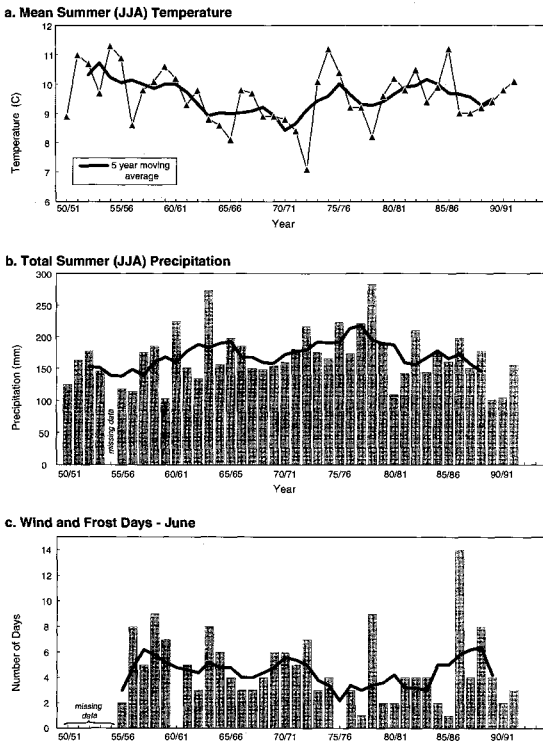 a. Mean Summer (JJA) Temperature
12
11
10
9
8
7
6
Temperature (C)
5 year moving
average
50/51 55/56 60/61 65/66 70/71 75/76 80/81 85/86 90/91
Year
b. Total Summer (JJA) Precipitation
300
250
200
150
100
50
0
Precipitation (mm)
missing data
50/51 55/56 60/61 65/65 70/71 75/76 80/81 85/86 90/91
Year
c. Wind and Frost Days - June
14
12
10
8
6
4
2
0
Number of Days
missing
data
50/51 55/56 60/61 65/66 70/71 75/76 80/81 85/86 90/91